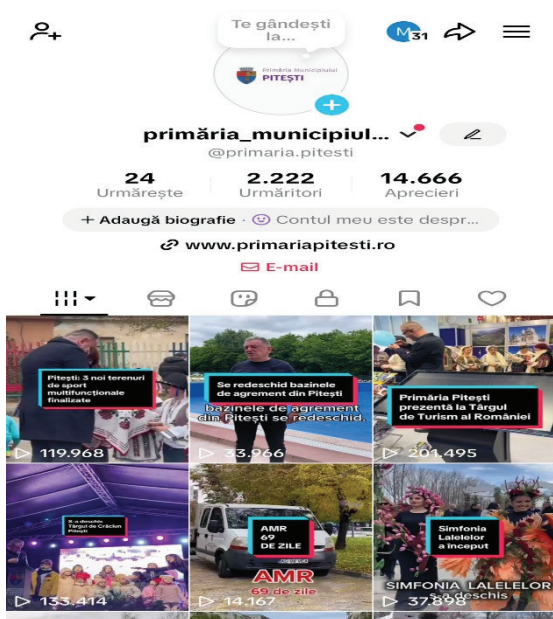 Te gândești
la...
M
31
Primăria Municipiului
PITEȘTI
primăria_municipiul...
@primaria.pitesti
24
2.222
14.666
Urmărește
Urmăritori
Aprecieri
+ Adaugă biografie · Contul meu este despr...
www.primariapitesti.ro
E-mail
Pitești: 3 noi terenuri
de sport
multifuncționale
finalizate
119.968
Se redeschid bazinele
de agrement din Pitești
bazinele de agrement
din Pitești se redeschid
33.966
Primăria Pitești
prezentă la Târgul
de Turism al României
201.495
S-a deschis
Târgul de Crăciun
Pitești
133.414
AMR
69
DE ZILE
AMR
69 de zile
14.167
Simfonia
Lalelelor
a început
SIMFONIA LALELELOR
s-a deschis
37.898